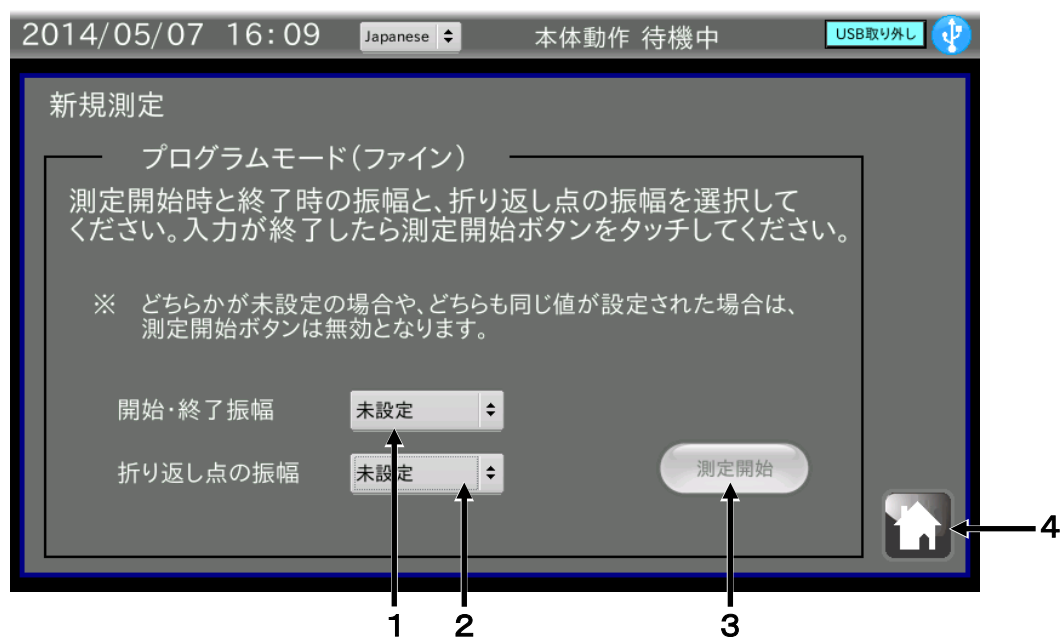 2014/05/07 16:09 Japanese 本体動作 待機中 USB取り外し
新規測定
プログラムモード(ファイン)
測定開始時と終了時の振幅と、折り返し点の振幅を選択して
ください。入力が終了したら測定開始ボタンをタッチしてください。
※ どちらかが未設定の場合や、どちらも同じ値が設定された場合は、
測定開始ボタンは無効となります。
開始・終了振幅 未設定
折り返し点の振幅 未設定 測定開始
4
1 2 3